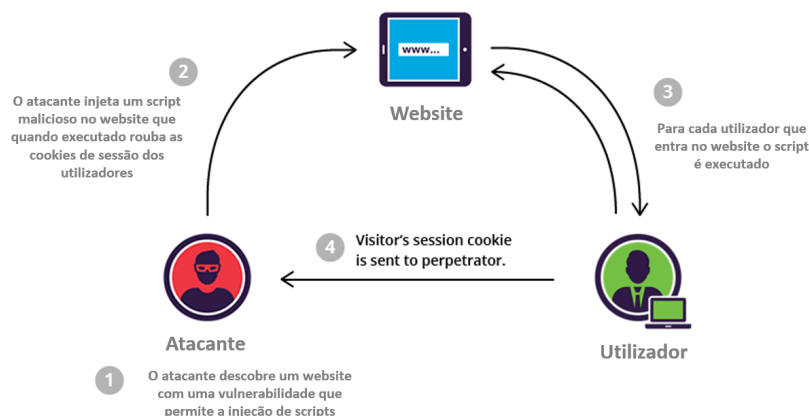 www...
Website
2
O atacante injeta um script
malicioso no website que
quando executado rouba as
cookies de sessão dos
utilizadores
3
Para cada utilizador que
entra no website o script
é executado
4
Visitor's session cookie
is sent to perpetrator.
Atacante
Utilizador
1
O atacante descobre um website
com uma vulnerabilidade que
permite a injeção de scripts